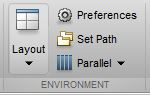 Layout
Preferences
Set Path
Parallel
ENVIRONMENT